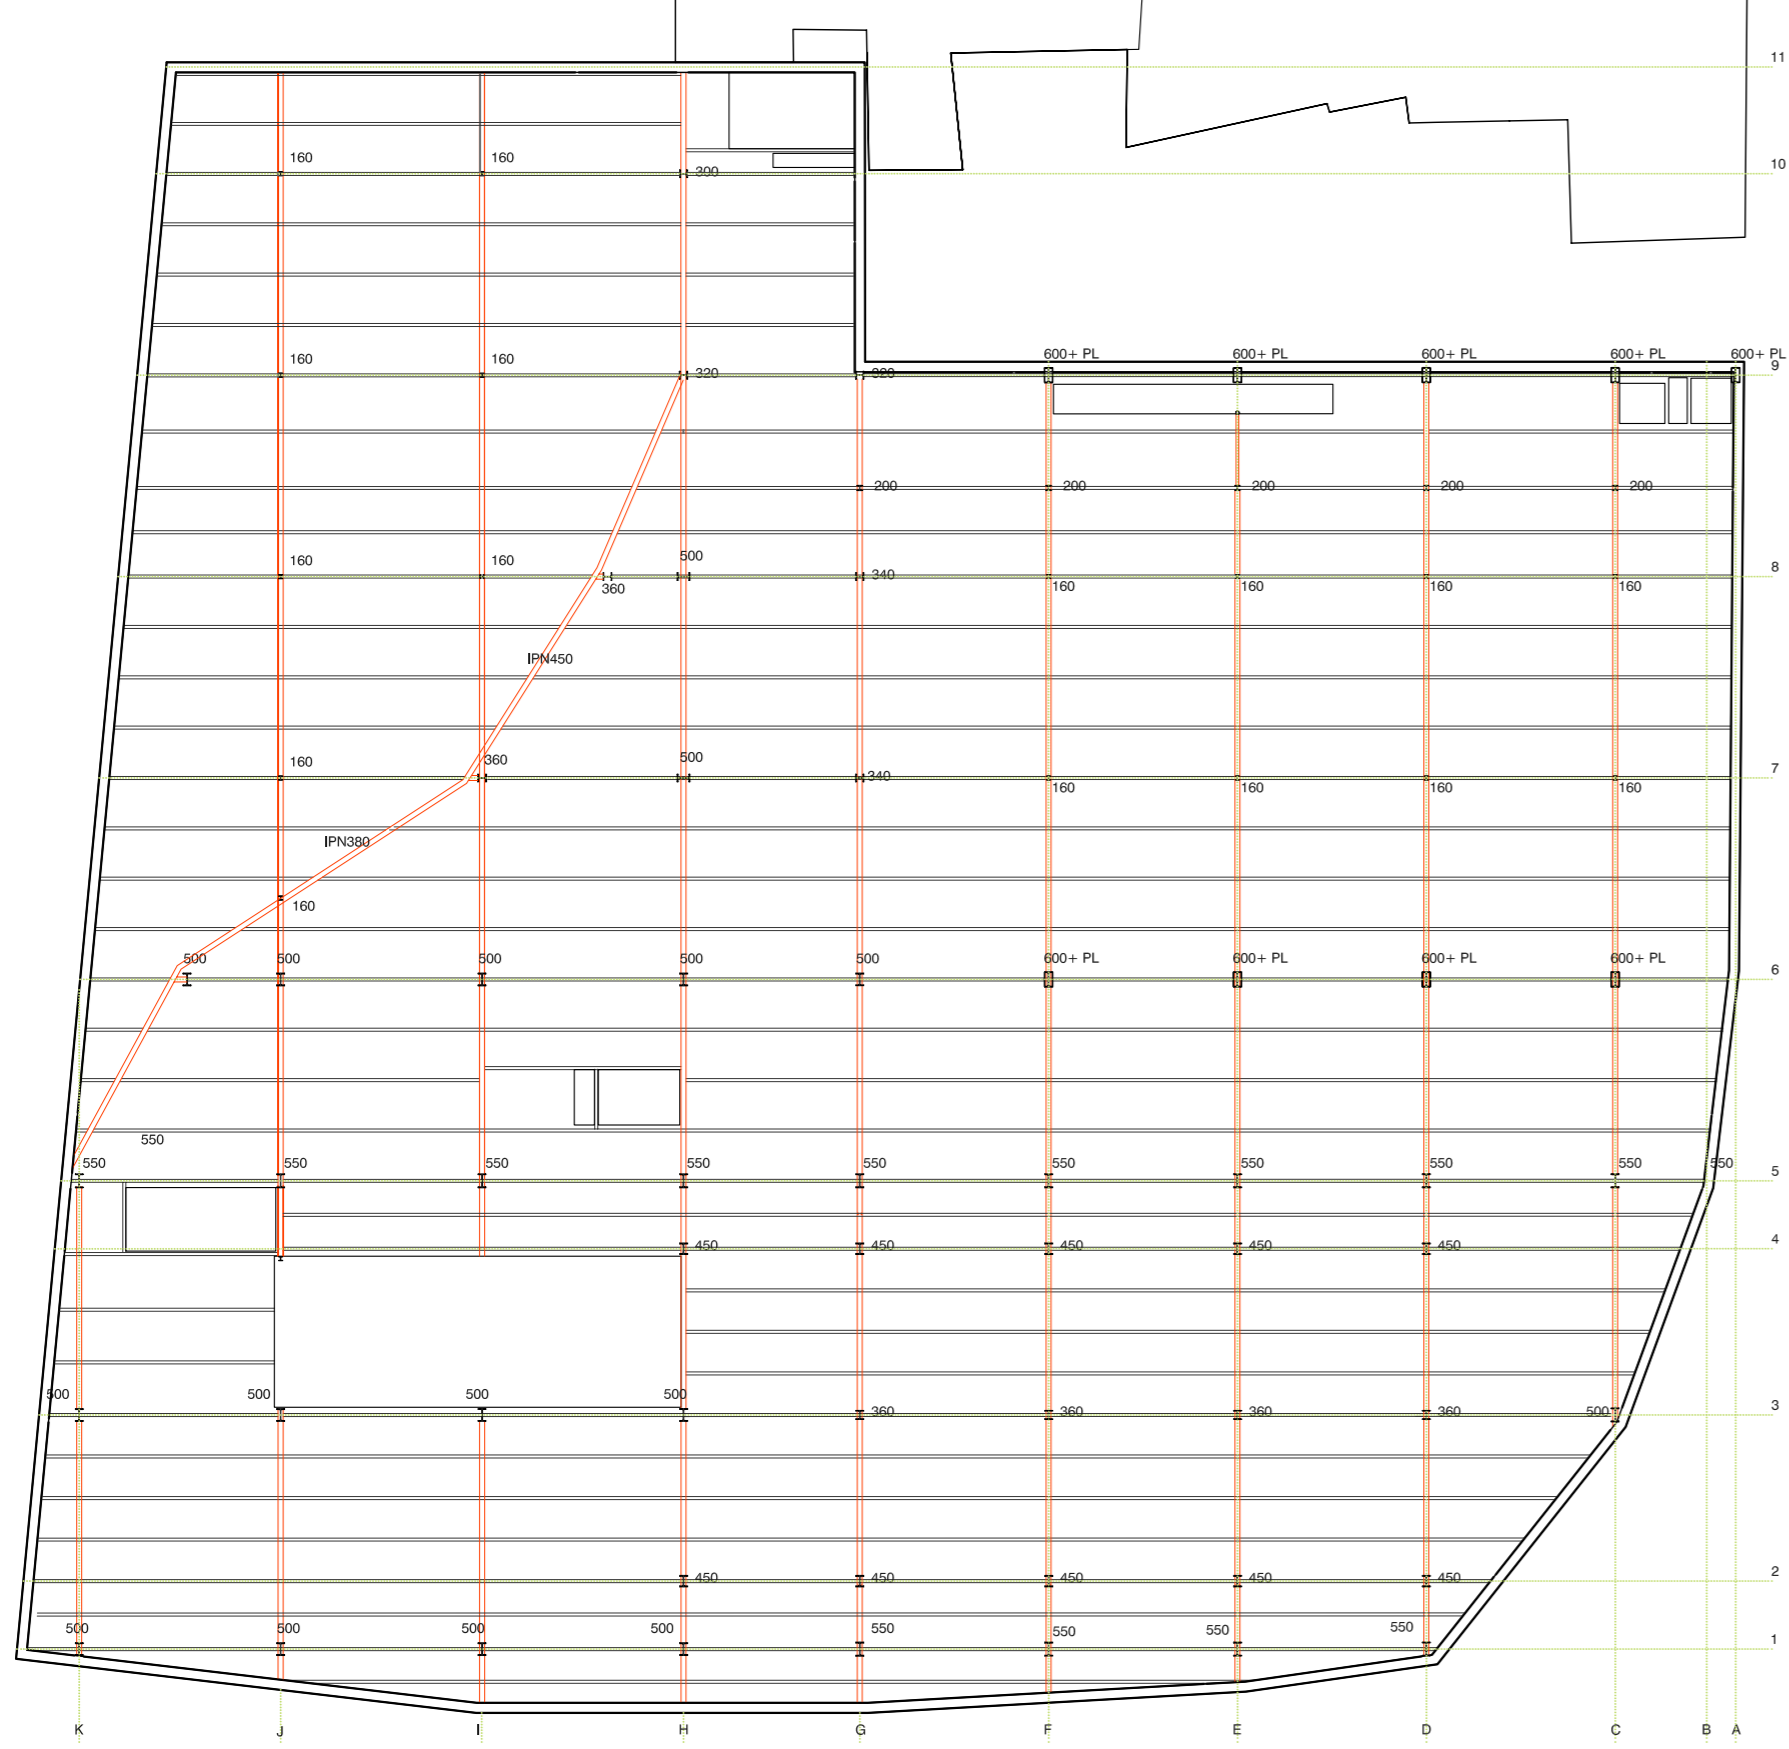 11
160 160 300 10
600+ PL 600+ PL 600+ PL 600+ PL 600+ PL
160 160 320 320 9
200 200 200 200 200
160 160 500 340 8
360 160 160 160 160
IPN450
160 360 500 340 7
160 160 160 160
IPN380
160
500 500 500 500 500 600+ PL 600+ PL 600+ PL 600+ PL 6
550
550 550 550 550 550 550 550 550 550 550 5
450 450 450 450 450 4
500 500 500 500
360 360 360 360 500 3
450 450 450 450 450 2
500 500 500 500 550 550 550 550 1
K J I H G F E D C B A